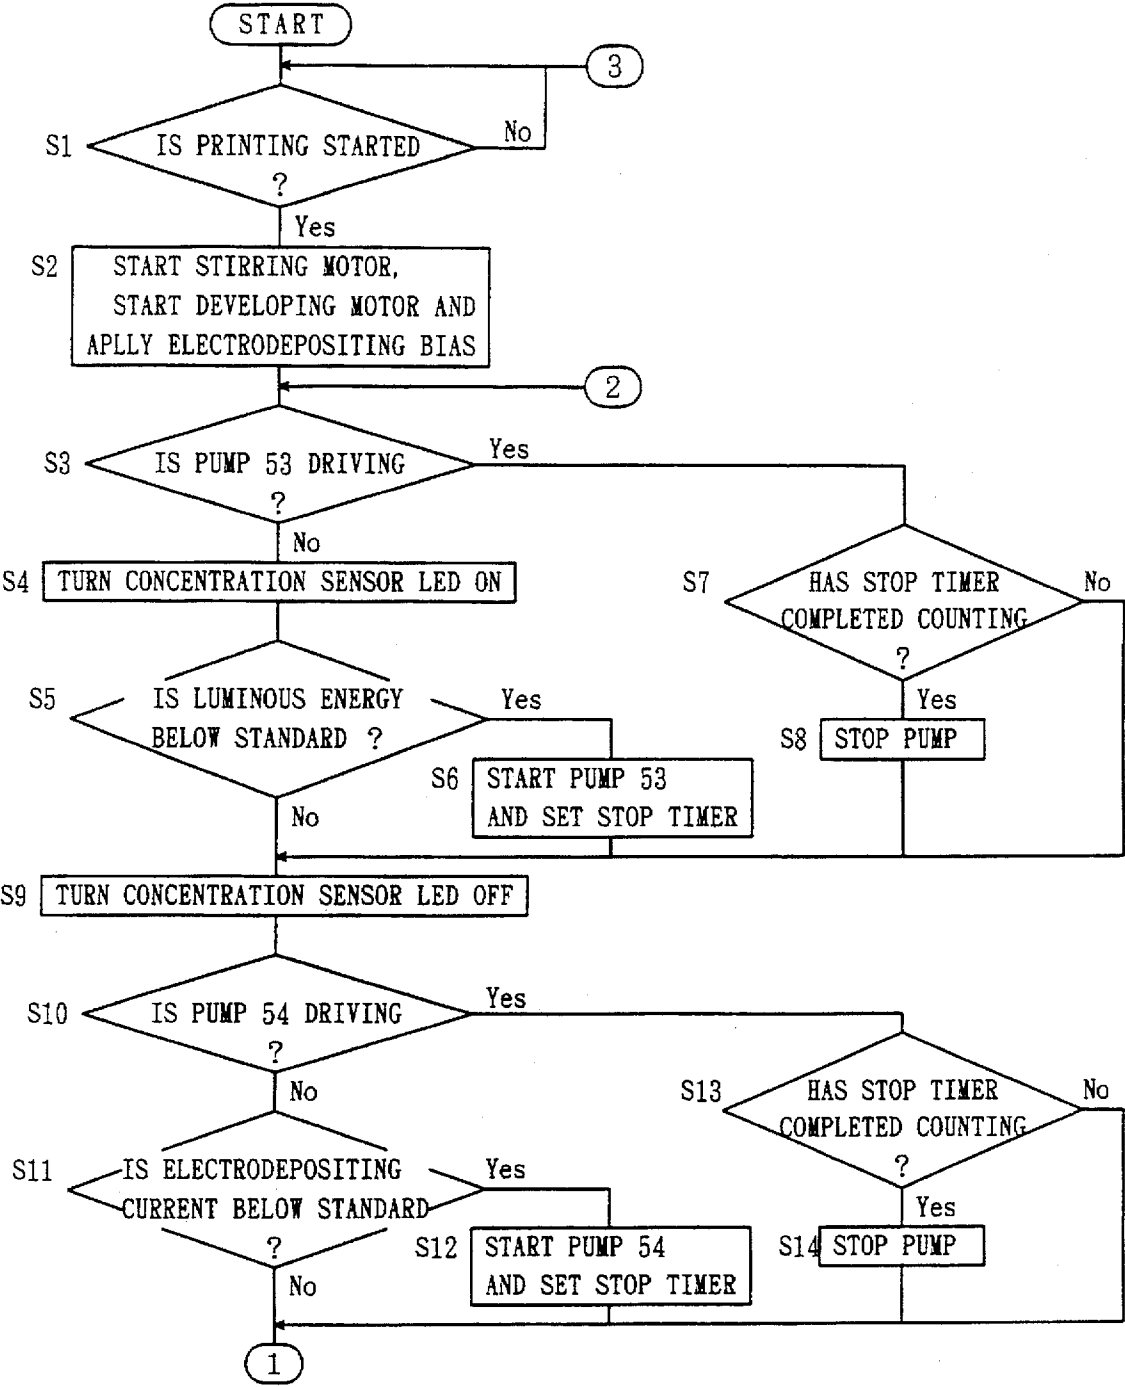 START
3
S1
IS PRINTING STARTED
?
No
Yes
S2
START STIRRING MOTOR,
START DEVELOPING MOTOR AND
APLLY ELECTRODEPOSITING BIAS
2
S3
IS PUMP 53 DRIVING
?
Yes
No
S4
TURN CONCENTRATION SENSOR LED ON
S7
HAS STOP TIMER
COMPLETED COUNTING
?
No
Yes
S8
STOP PUMP
S5
IS LUMINOUS ENERGY
BELOW STANDARD ?
Yes
No
S6
START PUMP 53
AND SET STOP TIMER
S9
TURN CONCENTRATION SENSOR LED OFF
S10
IS PUMP 54 DRIVING
?
Yes
No
S13
HAS STOP TIMER
COMPLETED COUNTING
?
No
Yes
S14
STOP PUMP
S11
IS ELECTRODEPOSITING
CURRENT BELOW STANDARD
?
Yes
No
S12
START PUMP 54
AND SET STOP TIMER
1